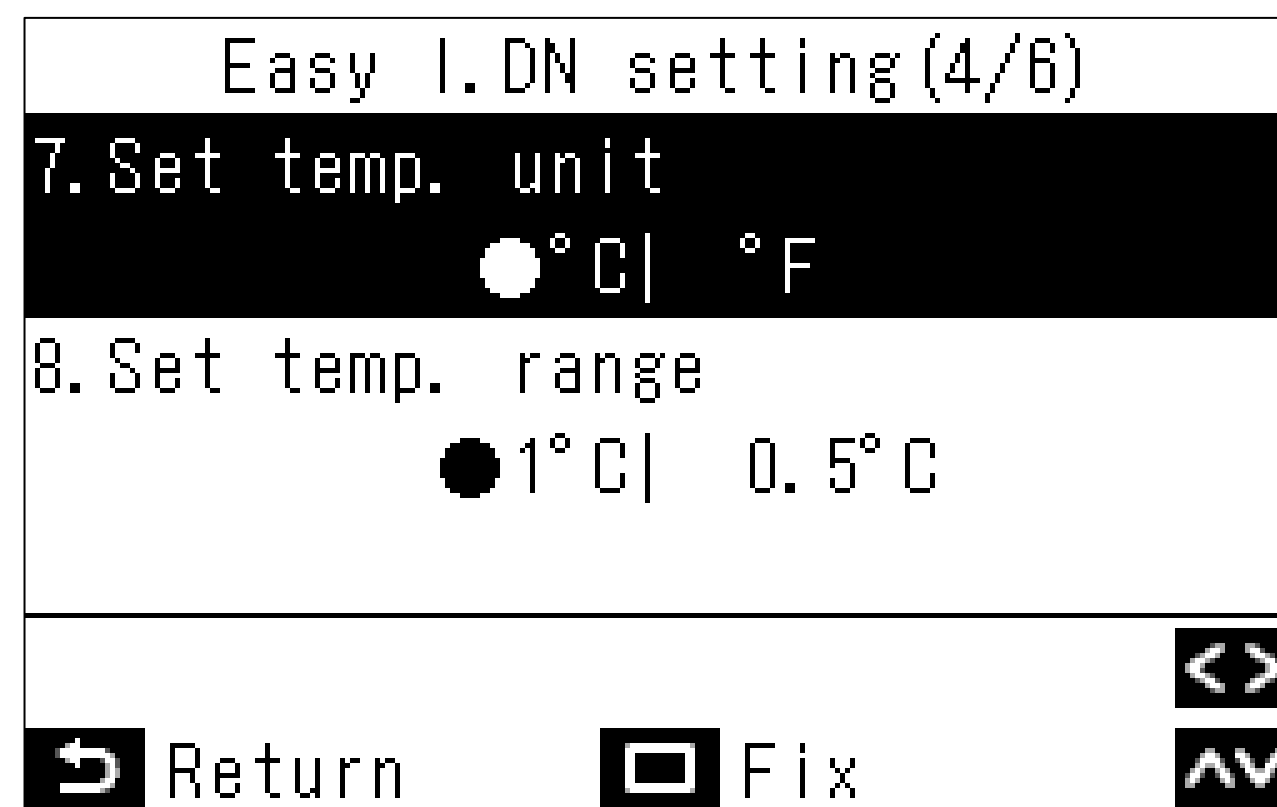 Easy I.DN setting(4/6)
7.Set temp. unit
●°C| °F
8.Set temp. range
●1°C| 0.5°C
<>
Return Fix